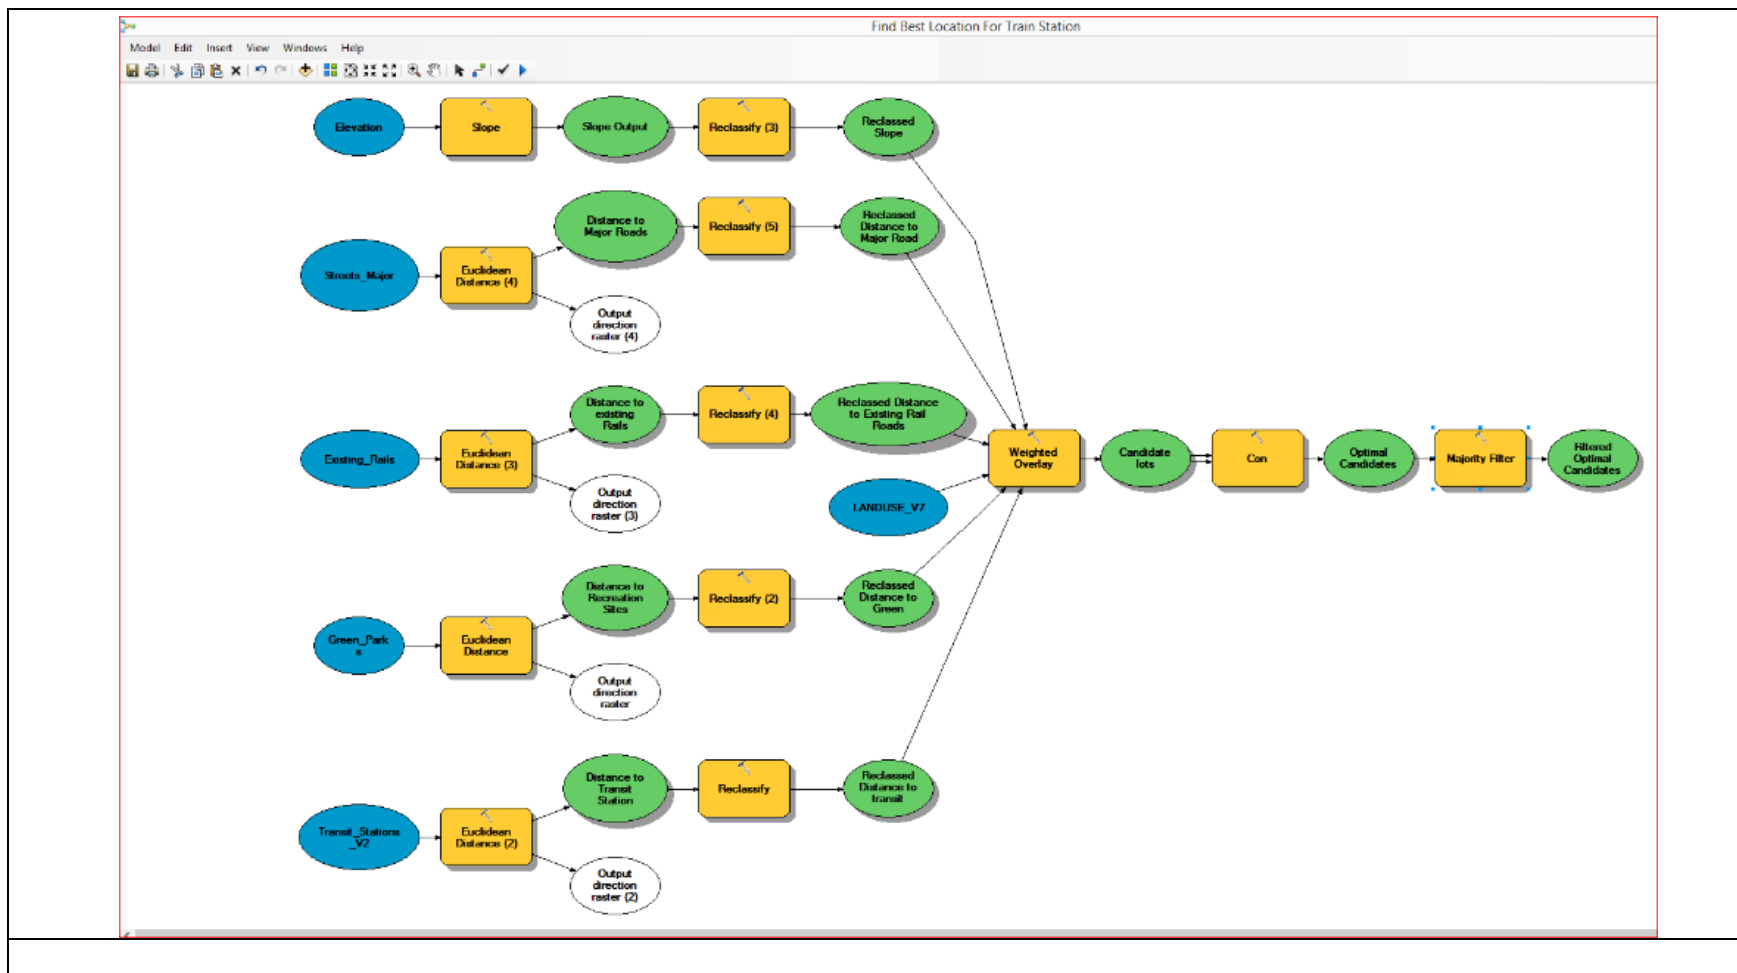 Find Best Location For Train Station
Model Edit Insert View Windows Help
Elevation
Slope
Slope Output
Reclassify (3)
Reclassed
Slope
Distance to
Major Roads
Reclassify (5)
Reclassed
Distance to
Major Road
Streets_Major
Euclidean
Distance (4)
Output
direction
raster (4)
Distance to
existing
Rails
Reclassify (4)
Reclassed Distance
to Existing Rail
Roads
Existing_Rails
Euclidean
Distance (3)
Output
direction
raster (3)
LANDUSE_V7
Weighted
Overlay
Candidate
lots
Con
Optimal
Candidates
Majority Filter
Filtered
Optimal
Candidates
Distance to
Recreation
Sites
Reclassify (2)
Reclassed
Distance to
Green
Green_Park
s
Euclidean
Distance
Output
direction
raster
Distance to
Transit
Station
Reclassify
Reclassed
Distance to
transit
Transit_Stations
_V2
Euclidean
Distance (2)
Output
direction
raster (2)